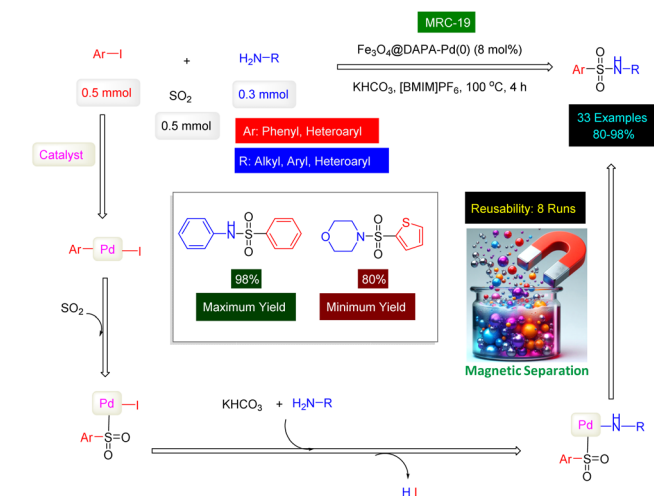 MRC-19
Ar—I + H₂N—R
Fe₃O₄@DAPA-Pd(0) (8 mol%)
KHCO₃, [BMIM]PF₆, 100 °C, 4 h
O O
S
Ar H N R
0.5 mmol
SO₂
0.5 mmol
0.3 mmol
Ar: Phenyl, Heteroaryl
R: Alkyl, Aryl, Heteroaryl
33 Examples
80-98%
Catalyst
Ar—Pd—I
SO₂
H N S O O
O N S O O S
98%
Maximum Yield
80%
Minimum Yield
Reusability: 8 Runs
Magnetic Separation
Pd—I
Ar—S=O
O
KHCO₃ + H₂N—R
H I
H
Pd—N—R
Ar—S=O
O